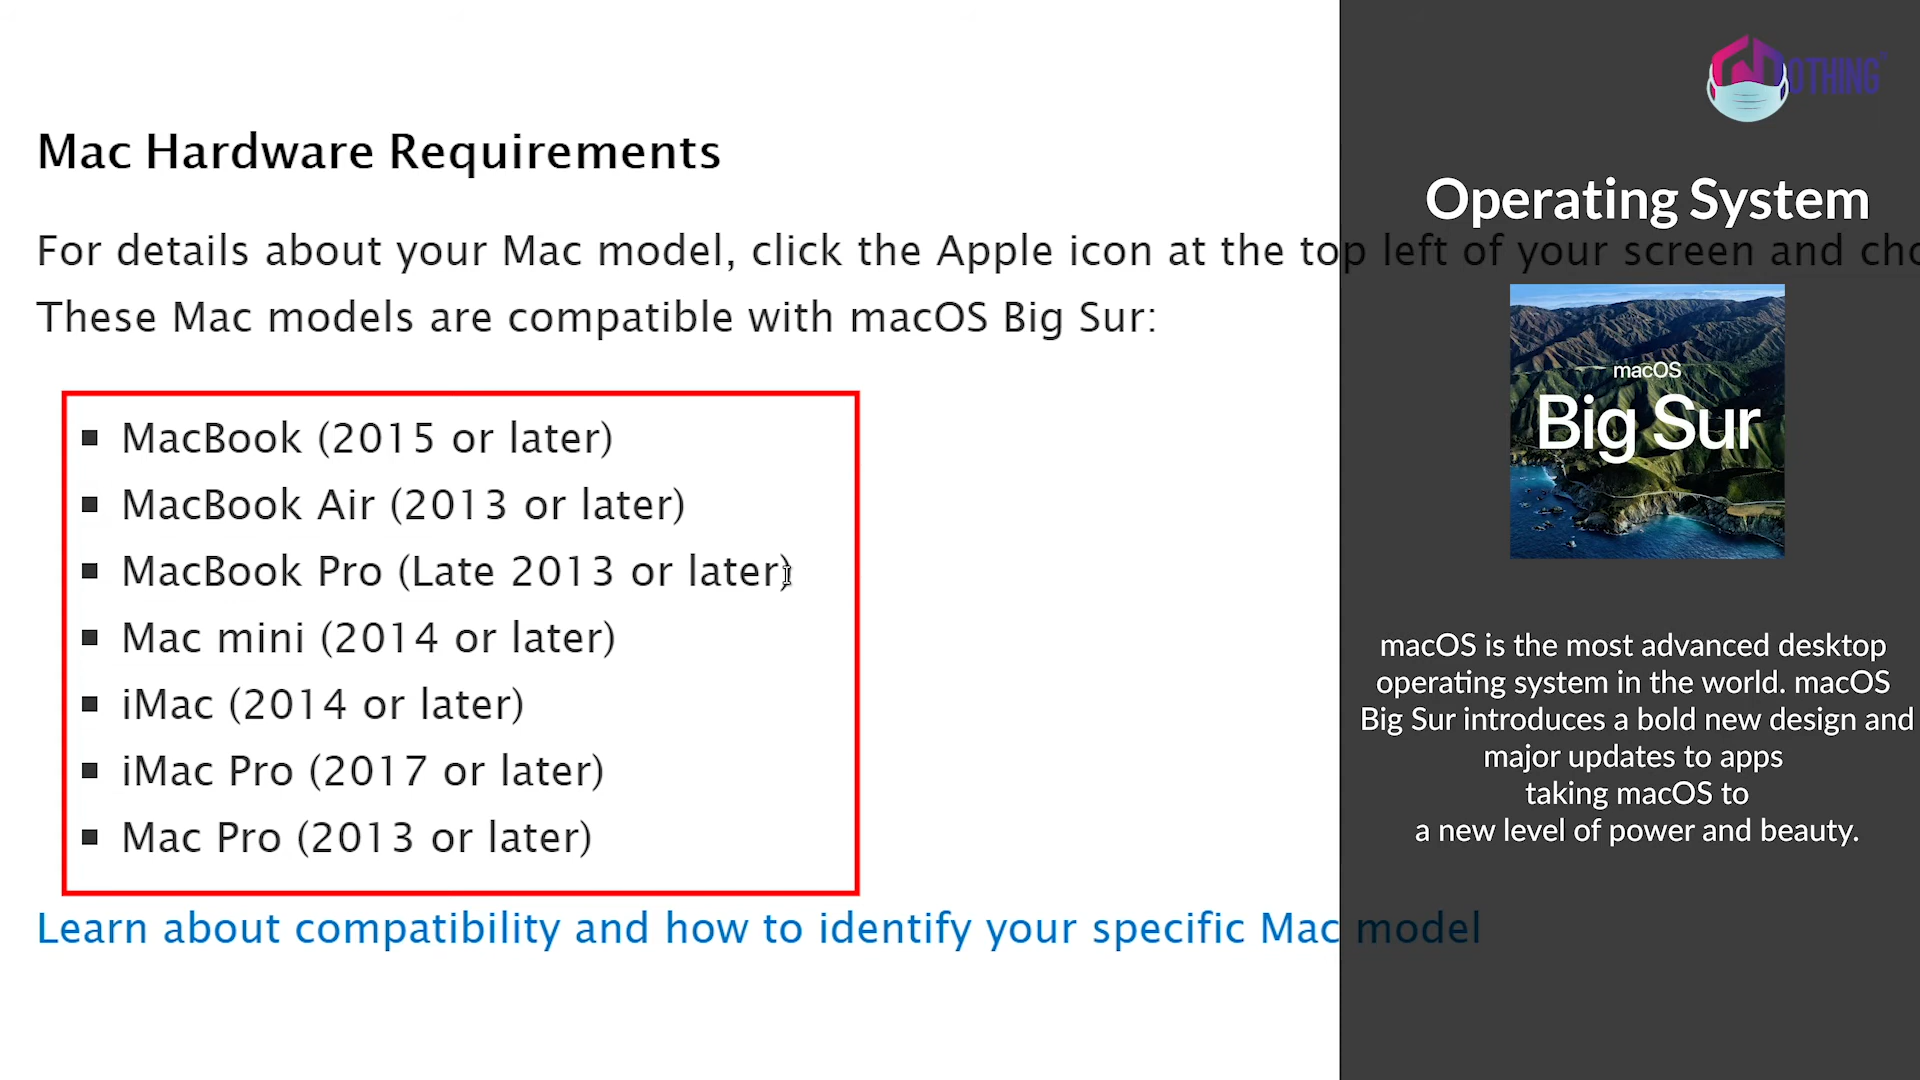 OTHING
Mac Hardware Requirements
Operating System
For details about your Mac model, click the Apple icon at the top left of your screen and cho
These Mac models are compatible with macOS Big Sur:
macOS
Big Sur
▪ MacBook (2015 or later)
▪ MacBook Air (2013 or later)
▪ MacBook Pro (Late 2013 or later)
▪ Mac mini (2014 or later)
▪ iMac (2014 or later)
▪ iMac Pro (2017 or later)
▪ Mac Pro (2013 or later)
Learn about compatibility and how to identify your specific Mac model
macOS is the most advanced desktop
operating system in the world. macOS
Big Sur introduces a bold new design and
major updates to apps
taking macOS to
a new level of power and beauty.